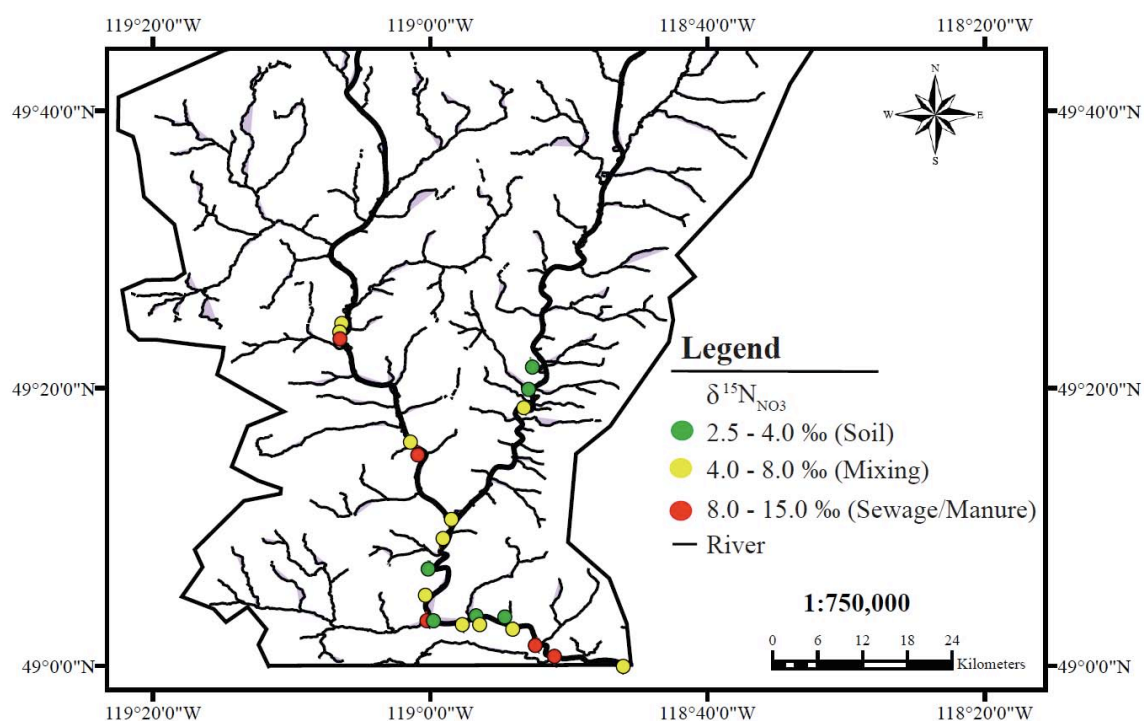 119°20'0"W 119°0'0"W 118°40'0"W 118°20'0"W
N
W E
S
49°40'0"N 49°40'0"N
49°20'0"N 49°20'0"N
49°0'0"N 49°0'0"N
Legend
δ ¹⁵N_NO3
2.5 - 4.0 ‰ (Soil)
4.0 - 8.0 ‰ (Mixing)
8.0 - 15.0 ‰ (Sewage/Manure)
River
1:750,000
0 6 12 18 24
Kilometers
119°20'0"W 119°0'0"W 118°40'0"W 118°20'0"W